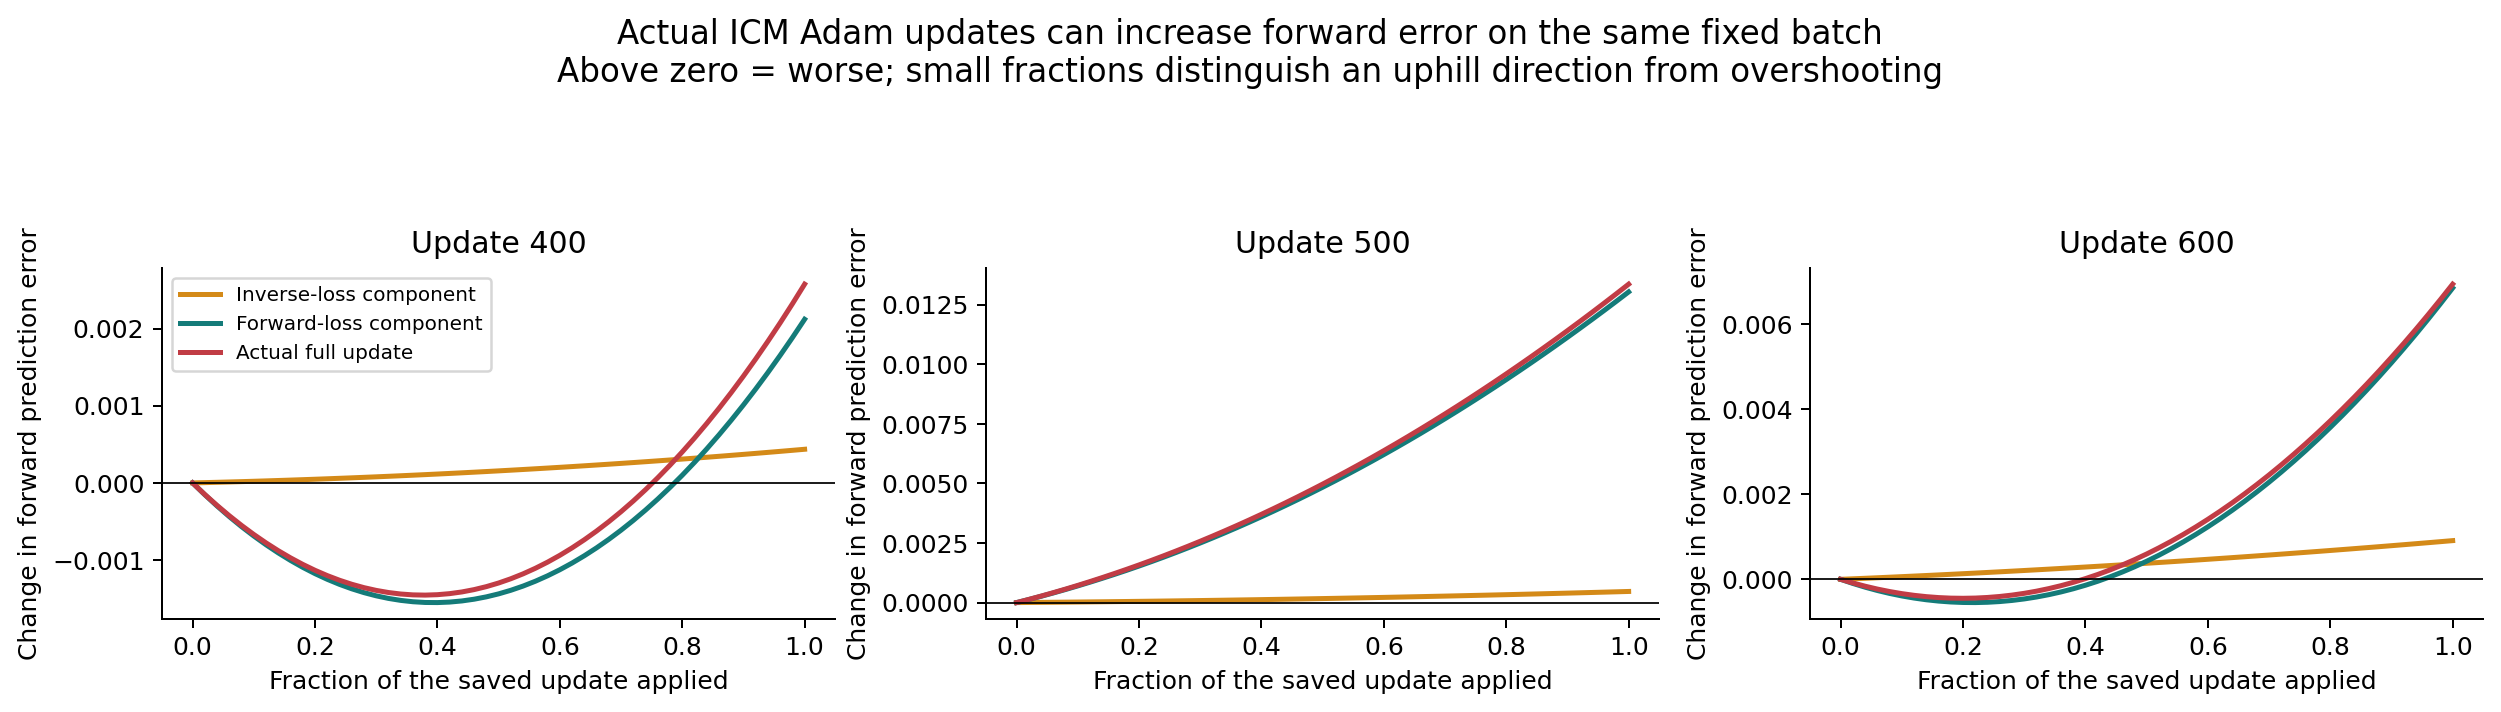 Actual ICM Adam updates can increase forward error on the same fixed batch
Above zero = worse; small fractions distinguish an uphill direction from overshooting
Update 400
Change in forward prediction error
0.002
0.001
0.000
−0.001
Inverse-loss component
Forward-loss component
Actual full update
0.0 0.2 0.4 0.6 0.8 1.0
Fraction of the saved update applied
Update 500
Change in forward prediction error
0.0125
0.0100
0.0075
0.0050
0.0025
0.0000
0.0 0.2 0.4 0.6 0.8 1.0
Fraction of the saved update applied
Update 600
Change in forward prediction error
0.006
0.004
0.002
0.000
0.0 0.2 0.4 0.6 0.8 1.0
Fraction of the saved update applied